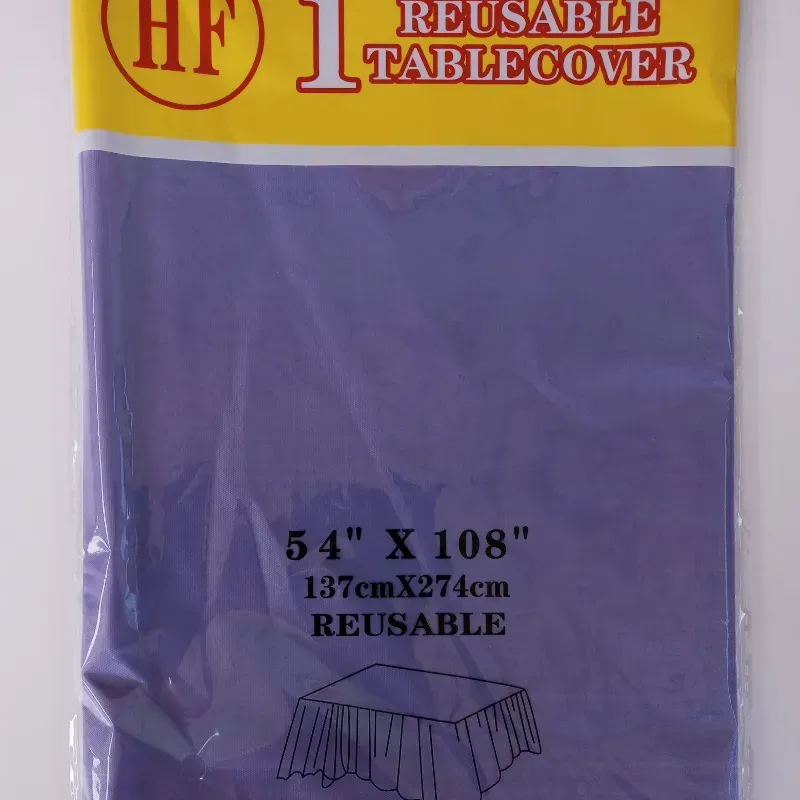 HF
1 REUSABLE
TABLECOVER
54" X 108"
137cmX274cm
REUSABLE